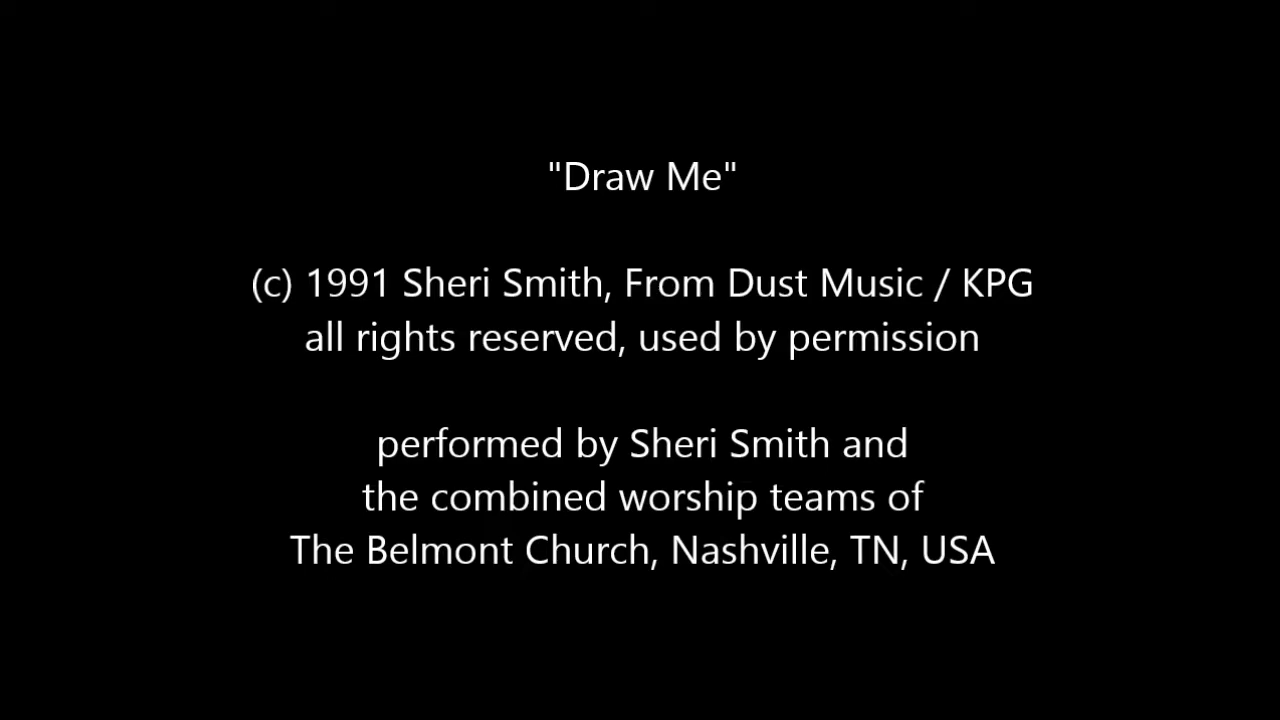 "Draw Me"
(c) 1991 Sheri Smith, From Dust Music / KPG
all rights reserved, used by permission
performed by Sheri Smith and
the combined worship teams of
The Belmont Church, Nashville, TN, USA